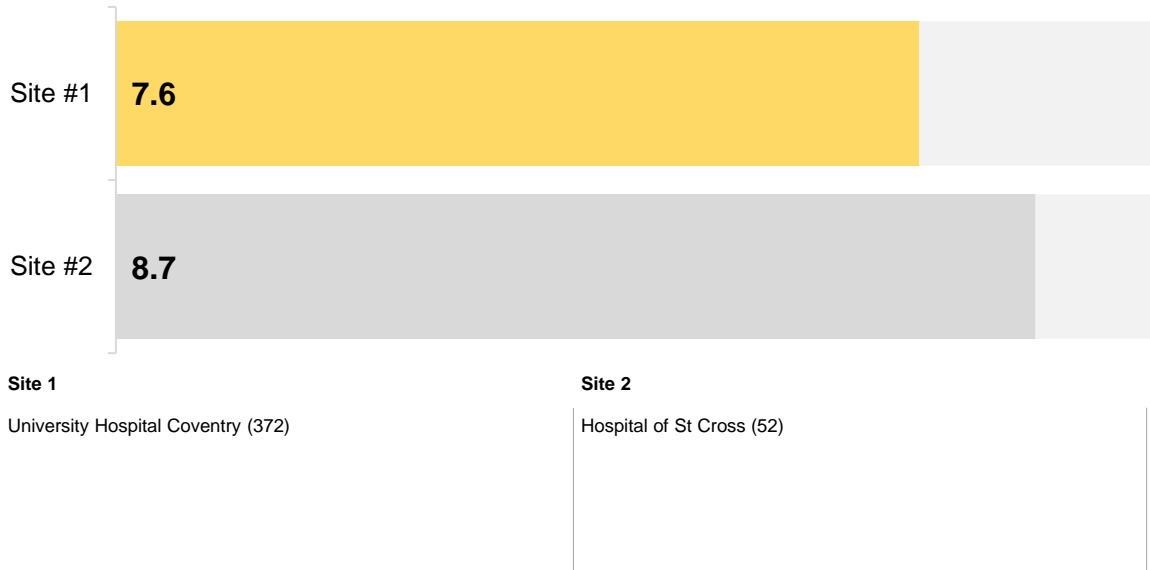 Site #1
7.6
Site #2
8.7
Site 1
Site 2
University Hospital Coventry (372)
Hospital of St Cross (52)